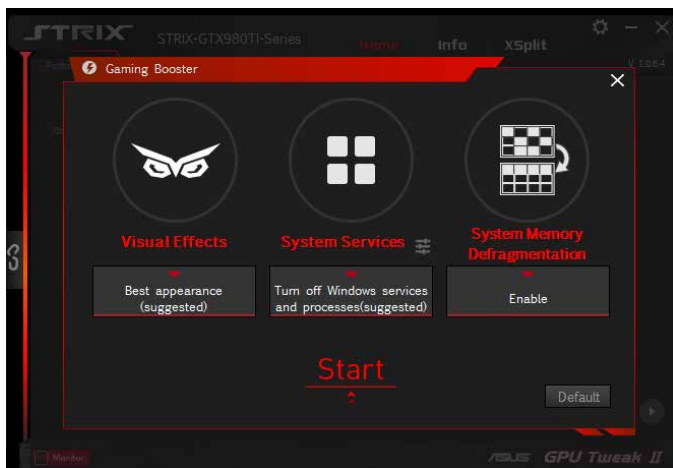 STRIX
STRIX-GTX980TI-Series
Home
Info
XSplit
Gaming Booster
Visual Effects
System Services
System Memory
Defragmentation
Best appearance
(suggested)
Turn off Windows services
and processes(suggested)
Enable
Start
Default
Monitor
ASUS GPU Tweak II